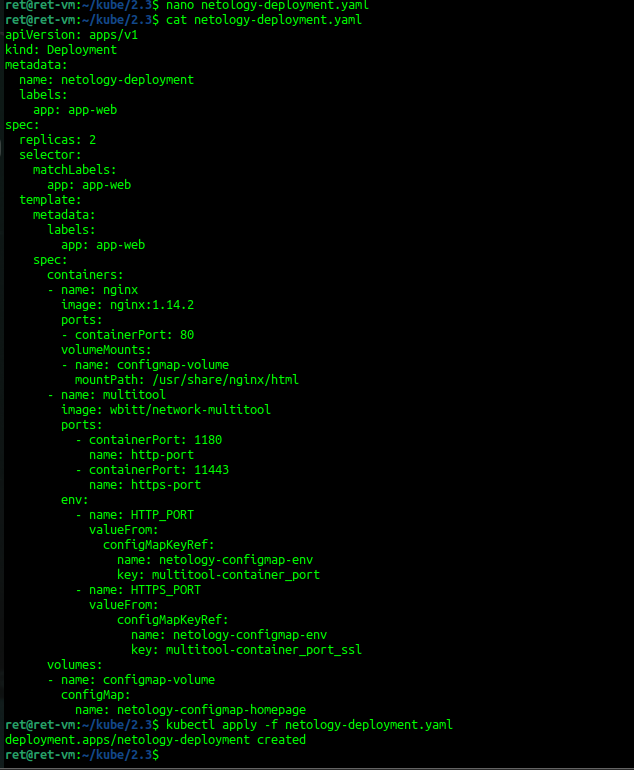 ret@ret-vm:~/kube/2.3$ nano netology-deployment.yaml
ret@ret-vm:~/kube/2.3$ cat netology-deployment.yaml
apiVersion: apps/v1
kind: Deployment
metadata:
  name: netology-deployment
  labels:
    app: app-web
spec:
  replicas: 2
  selector:
    matchLabels:
      app: app-web
  template:
    metadata:
      labels:
        app: app-web
    spec:
      containers:
      - name: nginx
        image: nginx:1.14.2
        ports:
        - containerPort: 80
        volumeMounts:
        - name: configmap-volume
          mountPath: /usr/share/nginx/html
      - name: multitool
        image: wbitt/network-multitool
        ports:
          - containerPort: 1180
            name: http-port
          - containerPort: 11443
            name: https-port
        env:
          - name: HTTP_PORT
            valueFrom:
              configMapKeyRef:
                name: netology-configmap-env
                key: multitool-container_port
          - name: HTTPS_PORT
            valueFrom:
                configMapKeyRef:
                  name: netology-configmap-env
                  key: multitool-container_port_ssl
      volumes:
      - name: configmap-volume
        configMap:
          name: netology-configmap-homepage
ret@ret-vm:~/kube/2.3$ kubectl apply -f netology-deployment.yaml
deployment.apps/netology-deployment created
ret@ret-vm:~/kube/2.3$